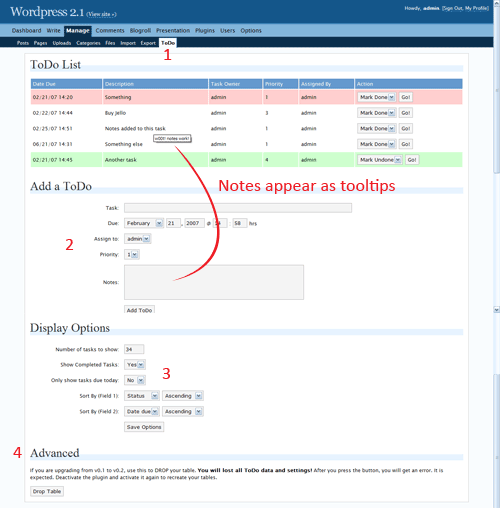 Wordpress 2.1 (View site »)
Howdy, admin. [Sign Out, My Profile]
Dashboard Write Manage Comments Blogroll Presentation Plugins Users Options
Posts Pages Uploads Categories Files Import Export ToDo
1
ToDo List
Date Due Description Task Owner Priority Assigned By Action
02/21/07 14:20 Something admin 1 admin Mark Done Go!
02/22/07 14:44 Buy Jello admin 3 admin Mark Done Go!
02/25/07 14:51 Notes added to this task admin 1 admin Mark Done Go!
w00t! notes work!
06/21/07 14:31 Something else admin 1 admin Mark Done Go!
02/21/07 14:45 Another task admin 4 admin Mark Undone Go!
Add a ToDo
Notes appear as tooltips
Task:
Due: February 21 , 2007 @ 14 : 58 hrs
2
Assign to: admin
Priority: 1
Notes:
Add ToDo
Display Options
Number of tasks to show: 34
Show Completed Tasks: Yes
3
Only show tasks due today: No
Sort By (Field 1): Status Ascending
Sort By (Field 2): Date due Ascending
Save Options
4
Advanced
If you are upgrading from v0.1 to v0.2, use this to DROP your table. You will lost all ToDo data and settings! After you press the button, you will get an error. It is
expected. Deactivate the plugin and activate it again to recreate your tables.
Drop Table